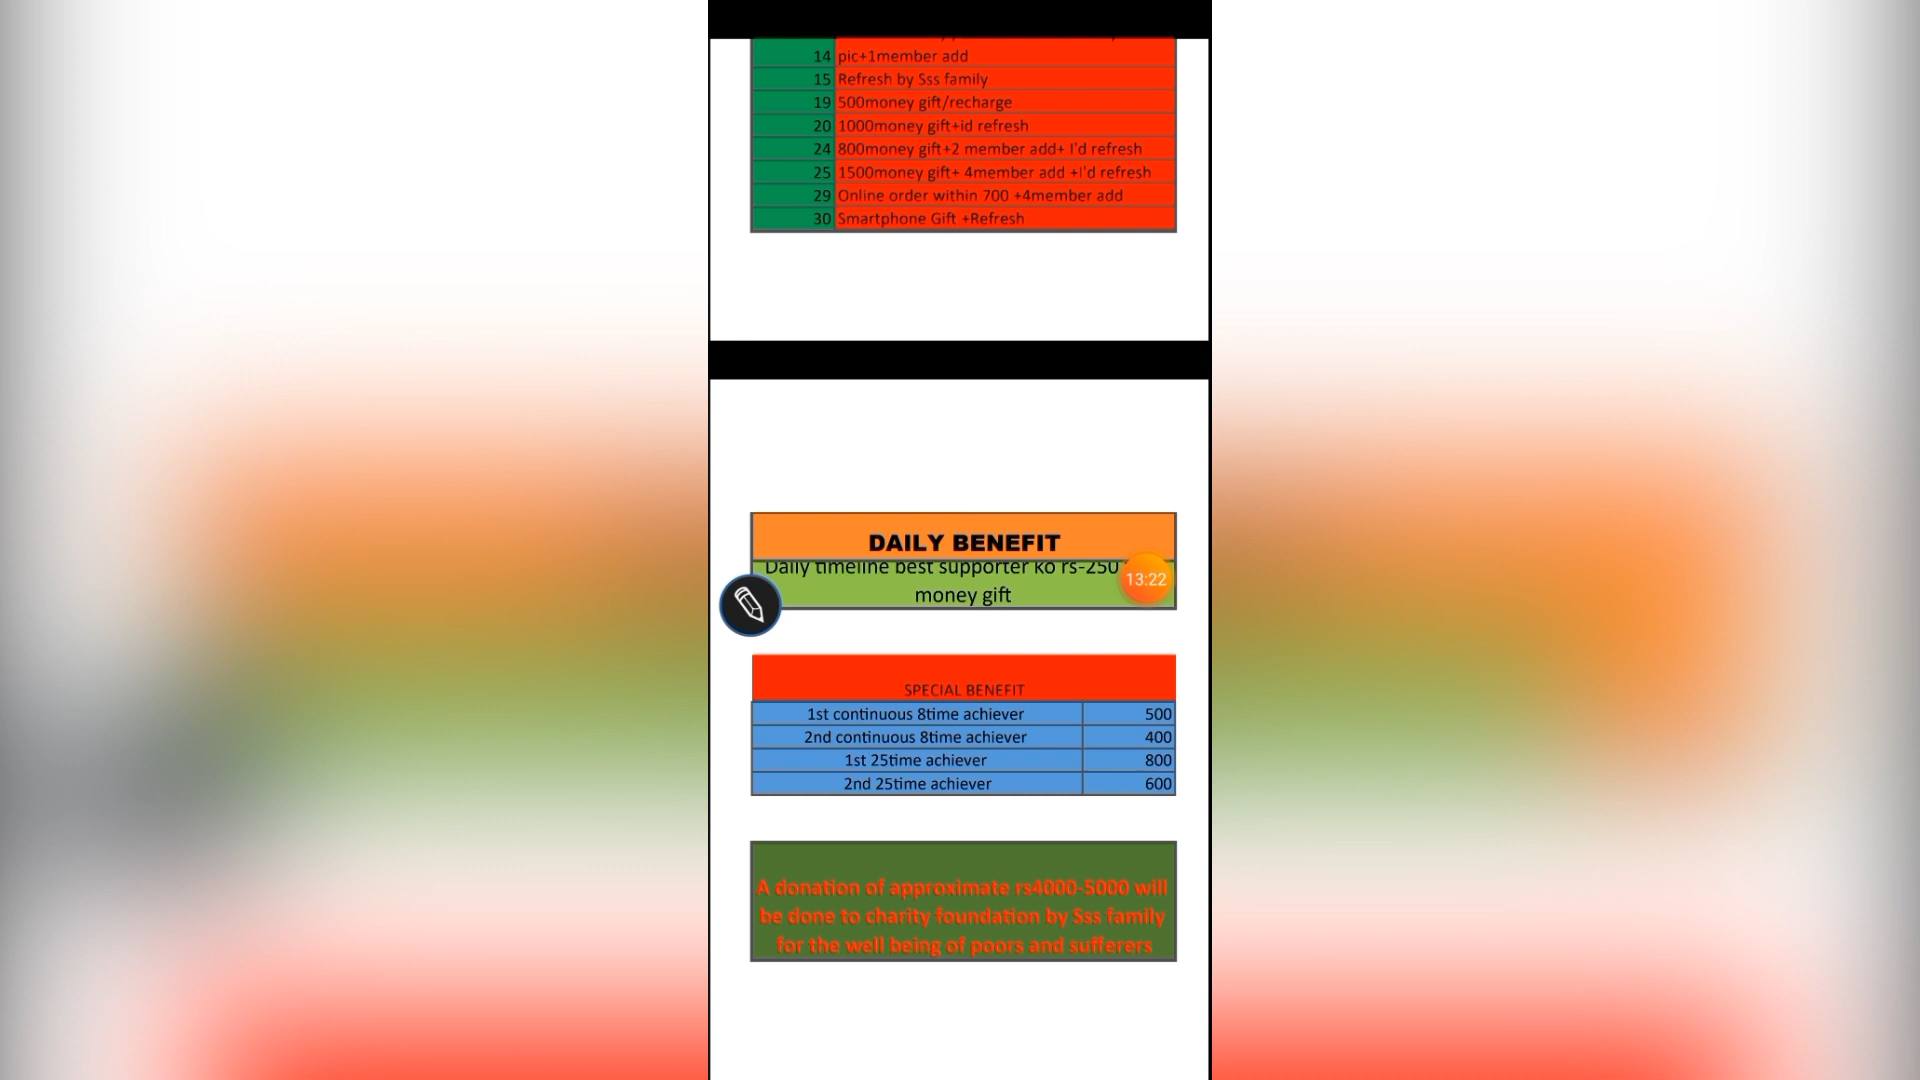 14 pic+1member add
15 Refresh by Sss family
19 500money gift/recharge
20 1000money gift+id refresh
24 800money gift+2 member add+ I'd refresh
25 1500money gift+ 4member add +I'd refresh
29 Online order within 700 +4member add
30 Smartphone Gift +Refresh
DAILY BENEFIT
Daily timeline best supporter ko rs-250
money gift
13:22
SPECIAL BENEFIT
1st continuous 8time achiever 500
2nd continuous 8time achiever 400
1st 25time achiever 800
2nd 25time achiever 600
A donation of approximate rs4000-5000 will
be done to charity foundation by Sss family
for the well being of poors and sufferers